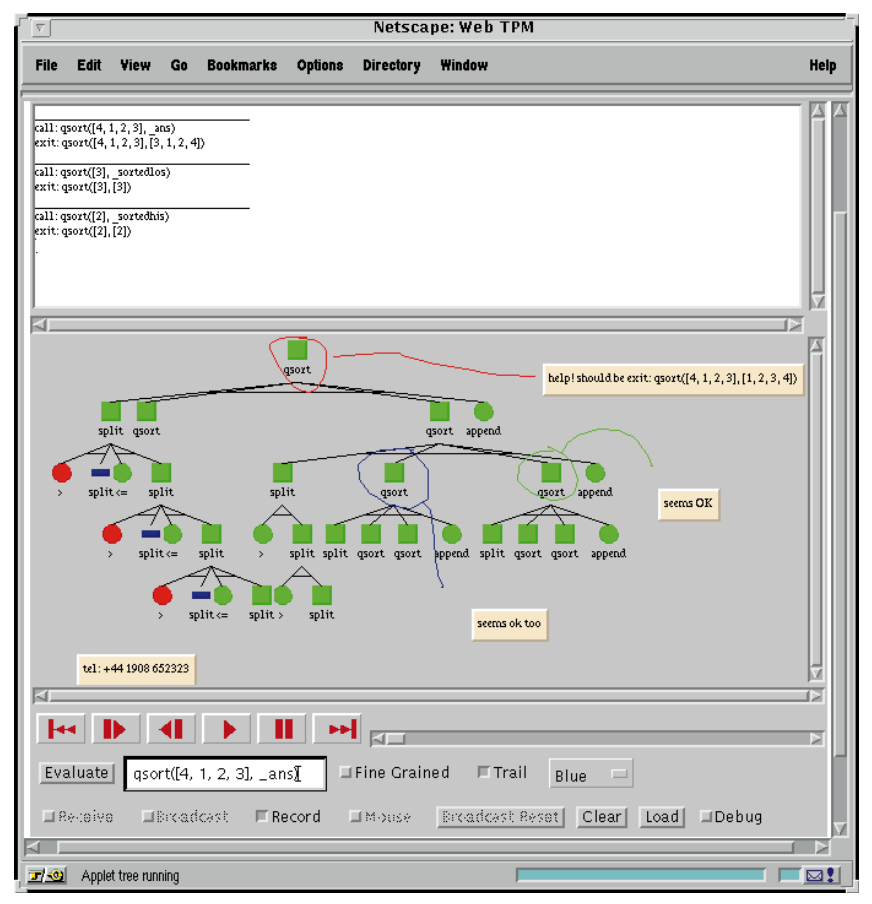 Netscape: Web TPM
File Edit View Go Bookmarks Options Directory Window Help
call: qsort([4, 1, 2, 3], _ans)
exit: qsort([4, 1, 2, 3], [3, 1, 2, 4])
call: qsort([3], _sortedlos)
exit: qsort([3], [3])
call: qsort([2], _sortedhis)
exit: qsort([2], [2])
.
qsort
help! should be exit: qsort([4, 1, 2, 3], [1, 2, 3, 4])
split qsort qsort append
> split <= split split qsort qsort append
seems OK
> split <= split > split split qsort qsort append split qsort qsort append
> split <= split > split
seems ok too
tel: +44 1908 652323
Evaluate qsort([4, 1, 2, 3], _ans) Fine Grained Trail Blue
Receive Broadcast Record Mouse Broadcast Reset Clear Load Debug
Applet tree running